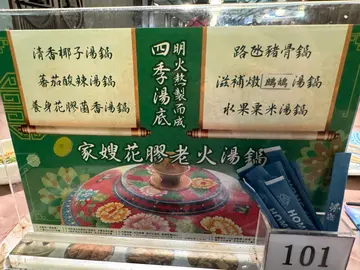 路氹豬骨鍋
滋補燉鷓鴣湯鍋
水果粟米湯鍋
明火熬製而成
四季湯底
清香椰子湯鍋
蕃茄酸辣湯鍋
養身花膠菌香湯鍋
家嫂花膠老火湯鍋
101